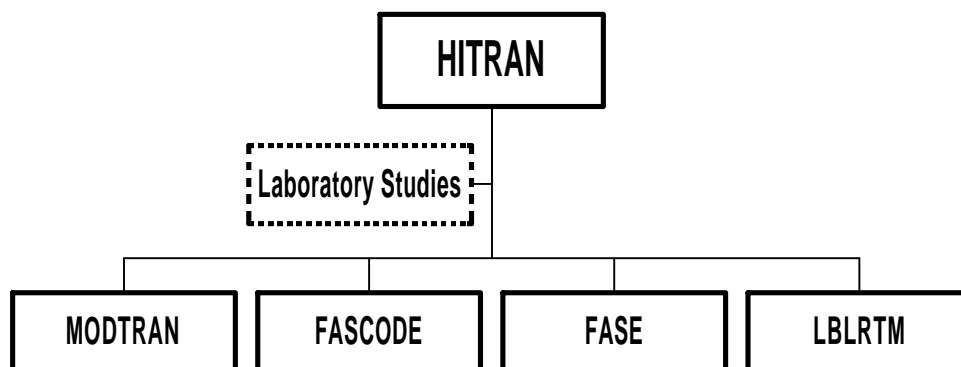 HITRAN
Laboratory Studies
MODTRAN
FASCODE
FASE
LBLRTM